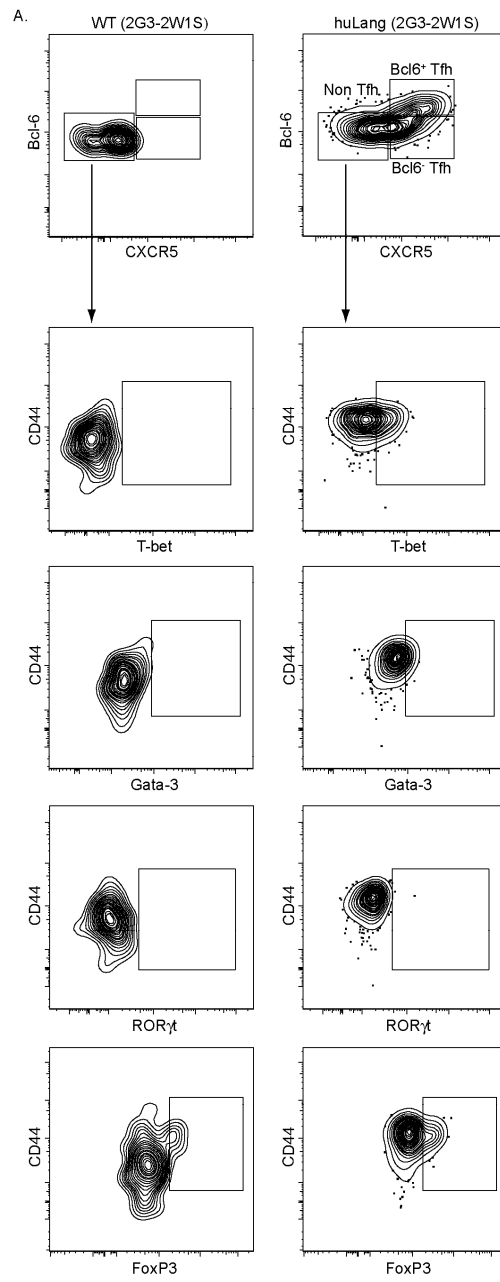 A.
WT (2G3-2W1S) huLang (2G3-2W1S)
Bcl-6
CXCR5
Bcl-6
Non Tfh
Bcl6⁺ Tfh
Bcl6⁻ Tfh
CXCR5
CD44
T-bet
CD44
T-bet
CD44
Gata-3
CD44
Gata-3
CD44
RORγt
CD44
RORγt
CD44
FoxP3
CD44
FoxP3